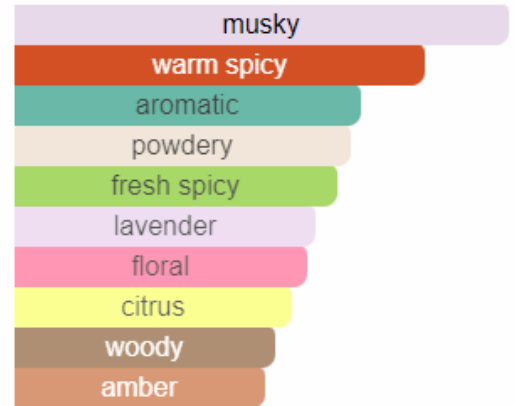 musky
warm spicy
aromatic
powdery
fresh spicy
lavender
floral
citrus
woody
amber